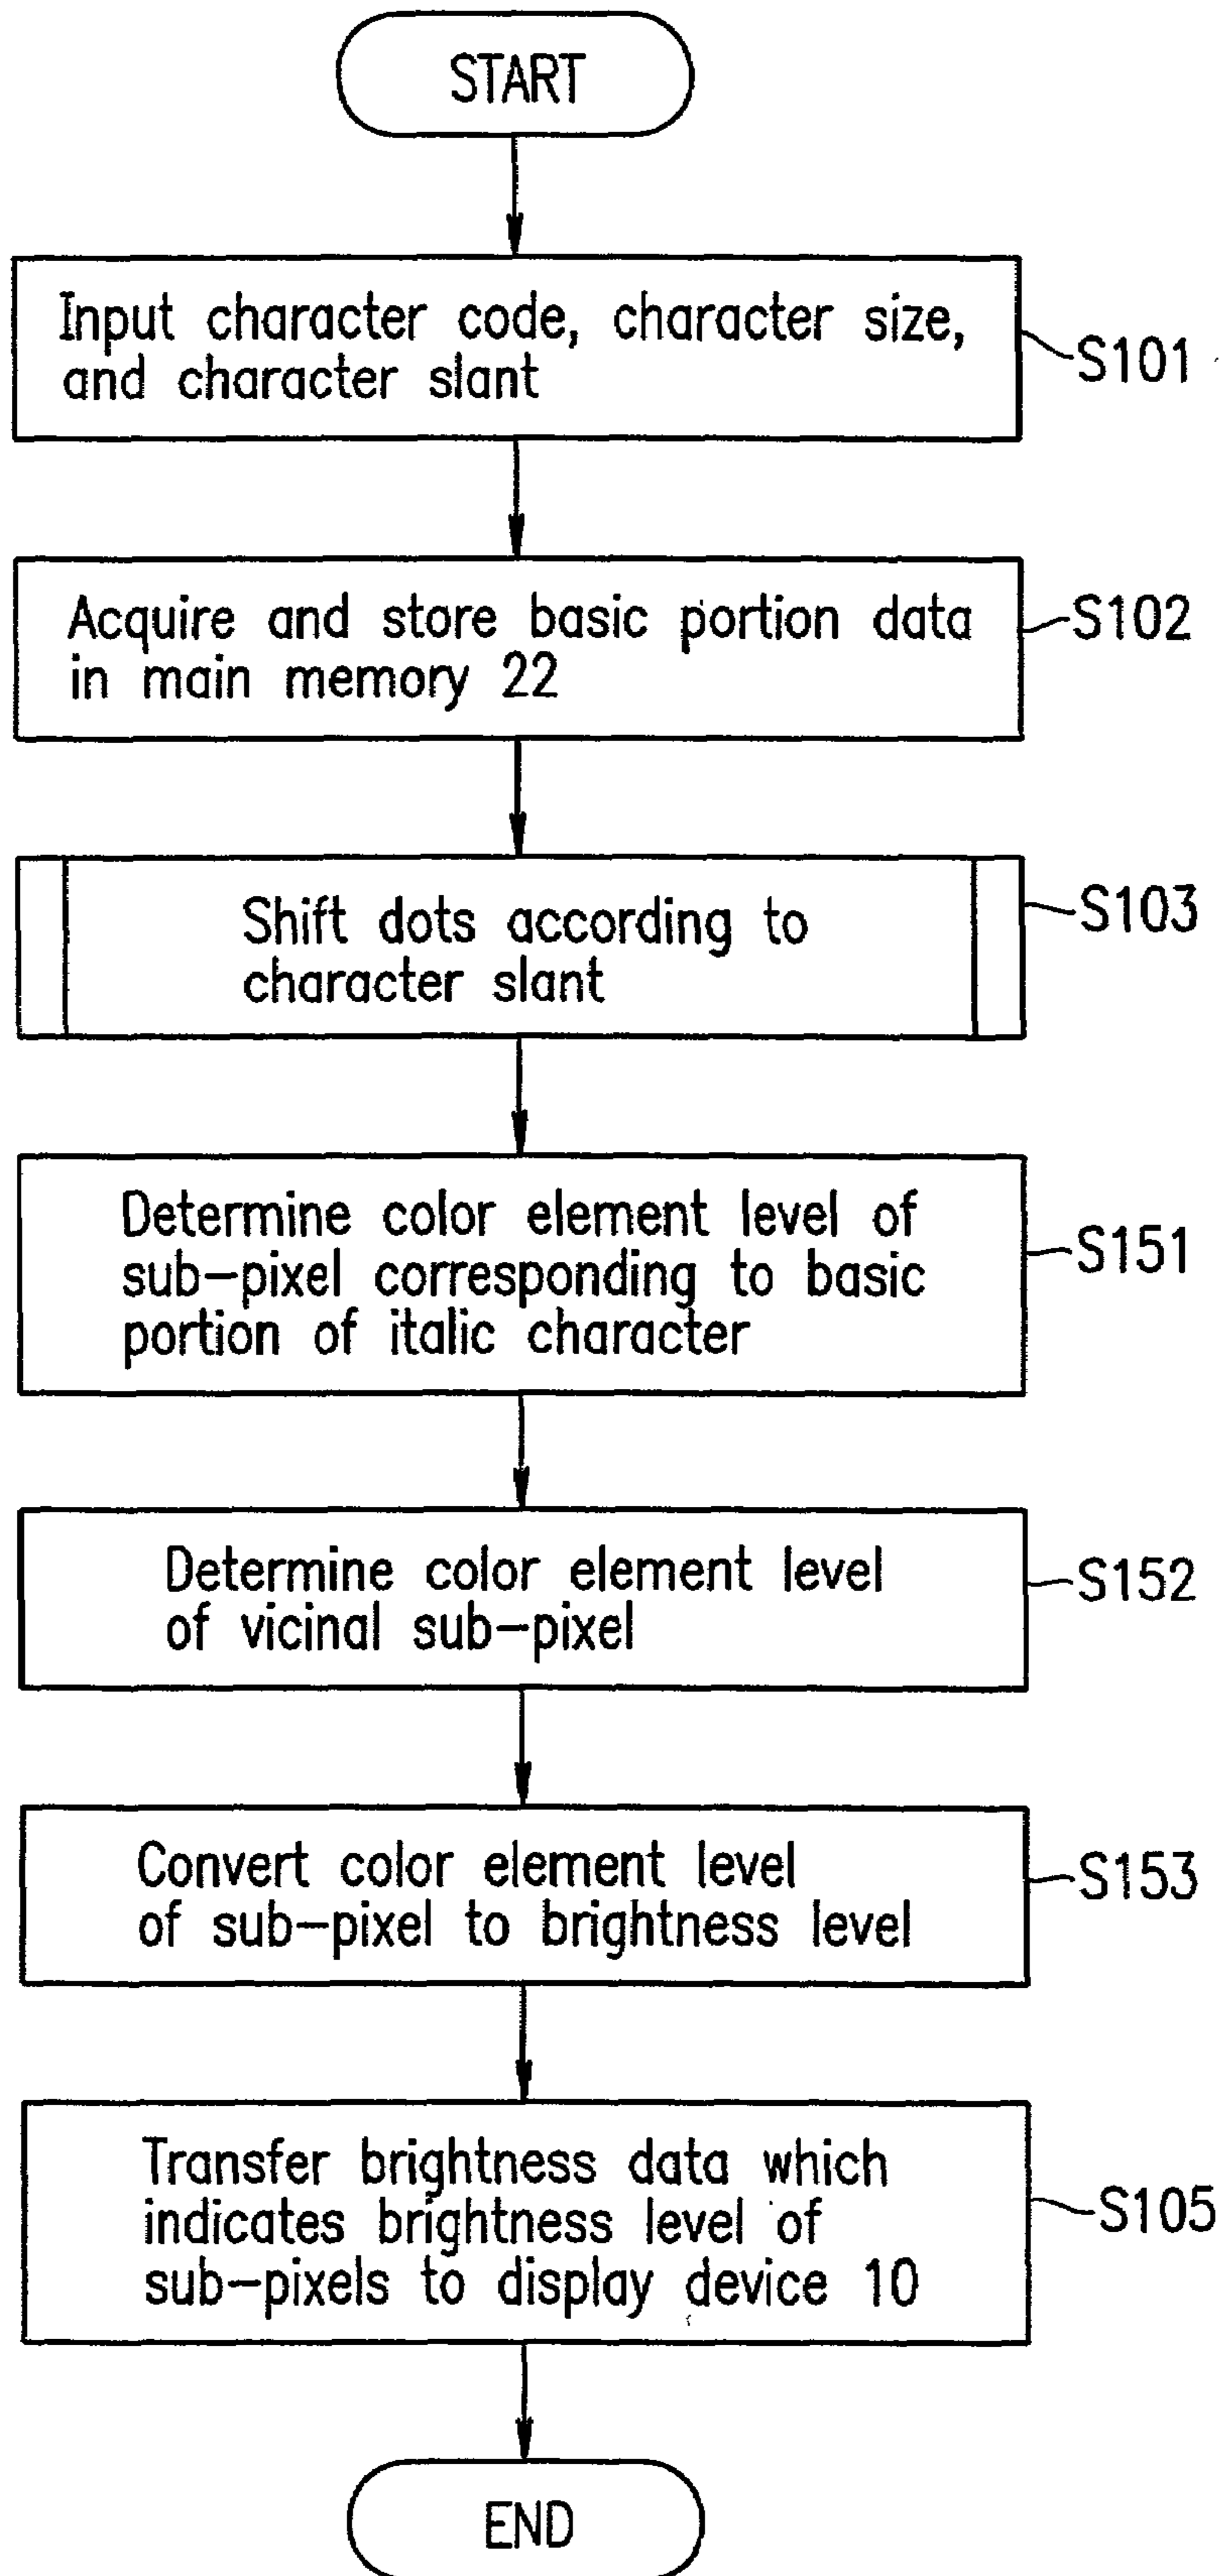 START
Input character code, character size,
and character slant
S101
Acquire and store basic portion data
in main memory 22
S102
Shift dots according to
character slant
S103
Determine color element level of
sub-pixel corresponding to basic
portion of italic character
S151
Determine color element level
of vicinal sub-pixel
S152
Convert color element level
of sub-pixel to brightness level
S153
Transfer brightness data which
indicates brightness level of
sub-pixels to display device 10
S105
END